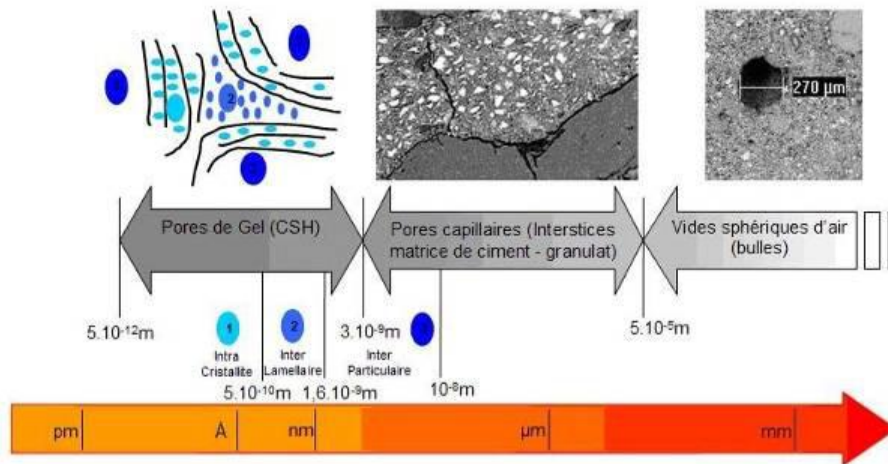 2
270 µm
Pores de Gel (CSH)
Pores capillaires (Interstices
matrice de ciment - granulat)
Vides sphériques d'air
(bulles)
5.10-12m
1
2
3.10-9m
5.10-5m
Intra
Cristallite
Inter
Lamellaire
Inter
Particulaire
5.10-10m
1,6.10-9m
10-8m
pm
A
nm
µm
mm